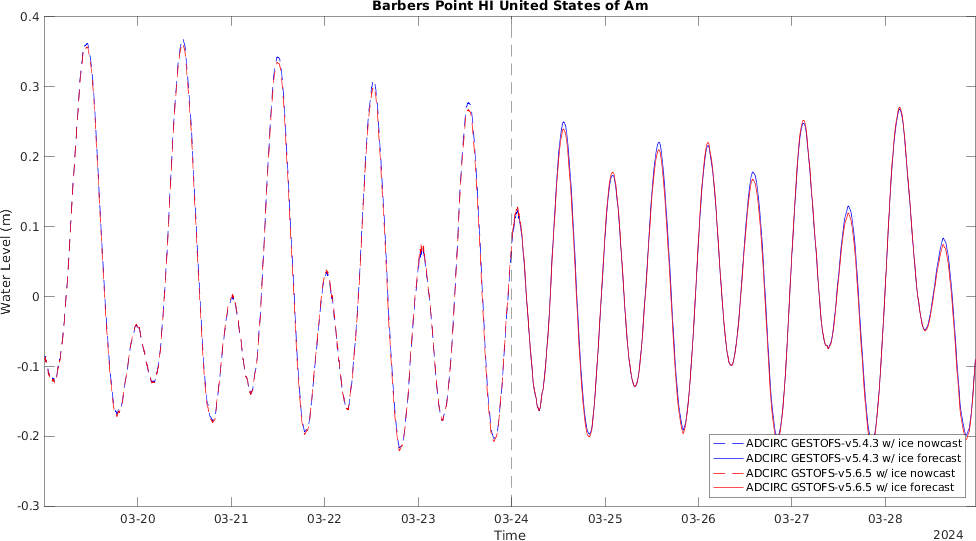 Barbers Point HI United States of Am
0.4
0.3
0.2
0.1
0
-0.1
-0.2
-0.3
Water Level (m)
ADCIRC GESTOFS-v5.4.3 w/ ice nowcast
ADCIRC GESTOFS-v5.4.3 w/ ice forecast
ADCIRC GSTOFS-v5.6.5 w/ ice nowcast
ADCIRC GSTOFS-v5.6.5 w/ ice forecast
03-20 03-21 03-22 03-23 03-24 03-25 03-26 03-27 03-28
Time
2024